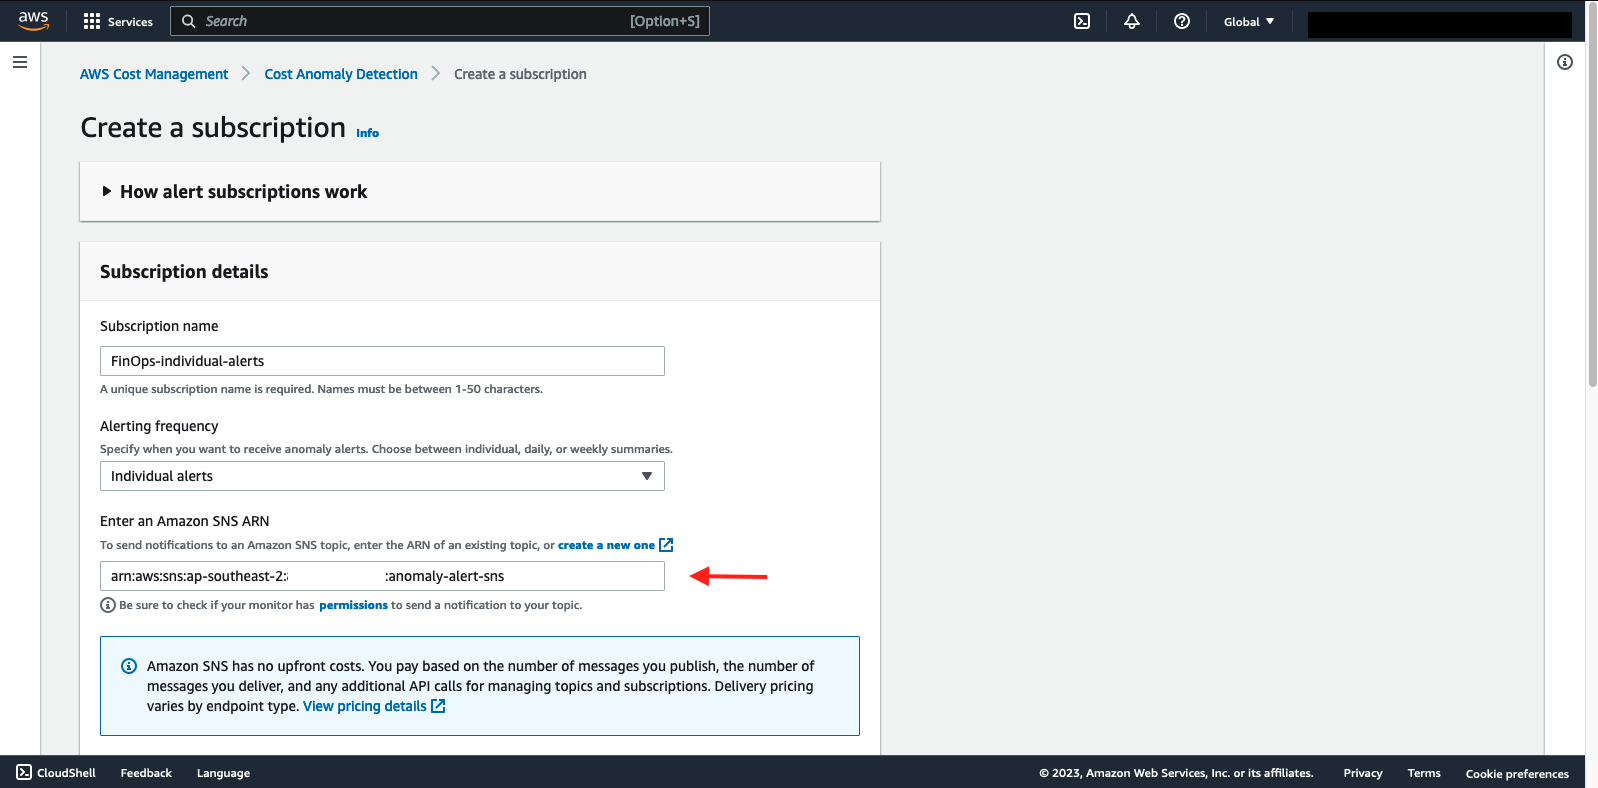 aws
Services
Search
[Option+S]
Global
AWS Cost Management
Cost Anomaly Detection
Create a subscription
Create a subscription
Info
How alert subscriptions work
Subscription details
Subscription name
FinOps-individual-alerts
A unique subscription name is required. Names must be between 1-50 characters.
Alerting frequency
Specify when you want to receive anomaly alerts. Choose between individual, daily, or weekly summaries.
Individual alerts
Enter an Amazon SNS ARN
To send notifications to an Amazon SNS topic, enter the ARN of an existing topic, or create a new one
arn:aws:sns:ap-southeast-2: :anomaly-alert-sns
Be sure to check if your monitor has permissions to send a notification to your topic.
Amazon SNS has no upfront costs. You pay based on the number of messages you publish, the number of
messages you deliver, and any additional API calls for managing topics and subscriptions. Delivery pricing
varies by endpoint type. View pricing details
CloudShell
Feedback
Language
© 2023, Amazon Web Services, Inc. or its affiliates.
Privacy
Terms
Cookie preferences